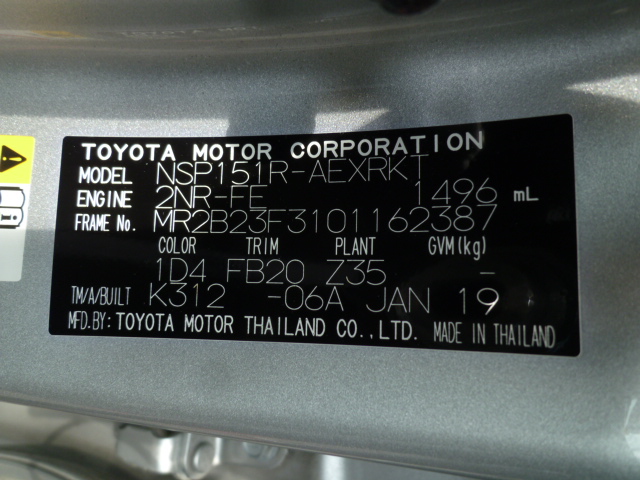 TOYOTA MOTOR CORPORATION
MODEL NSP151R-AEXRKT
ENGINE 2NR-FE 1496 mL
FRAME No. MR2B23F3101162387
COLOR TRIM PLANT GVM(kg)
1D4 FB20 Z35 -
TM/A/BUILT K312 -06A JAN 19
MFD.BY: TOYOTA MOTOR THAILAND CO.,LTD. MADE IN THAILAND